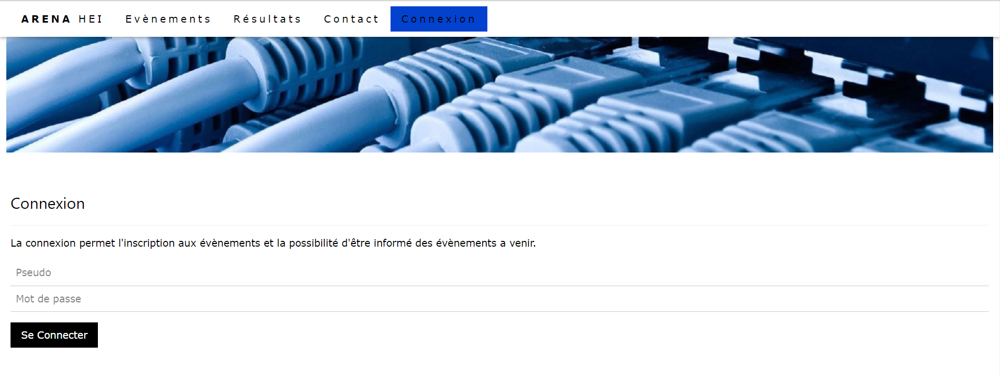 ARENA HEI Evènements Résultats Contact Connexion
Connexion
La connexion permet l'inscription aux évènements et la possibilité d'être informé des évènements a venir.
Pseudo
Mot de passe
Se Connecter